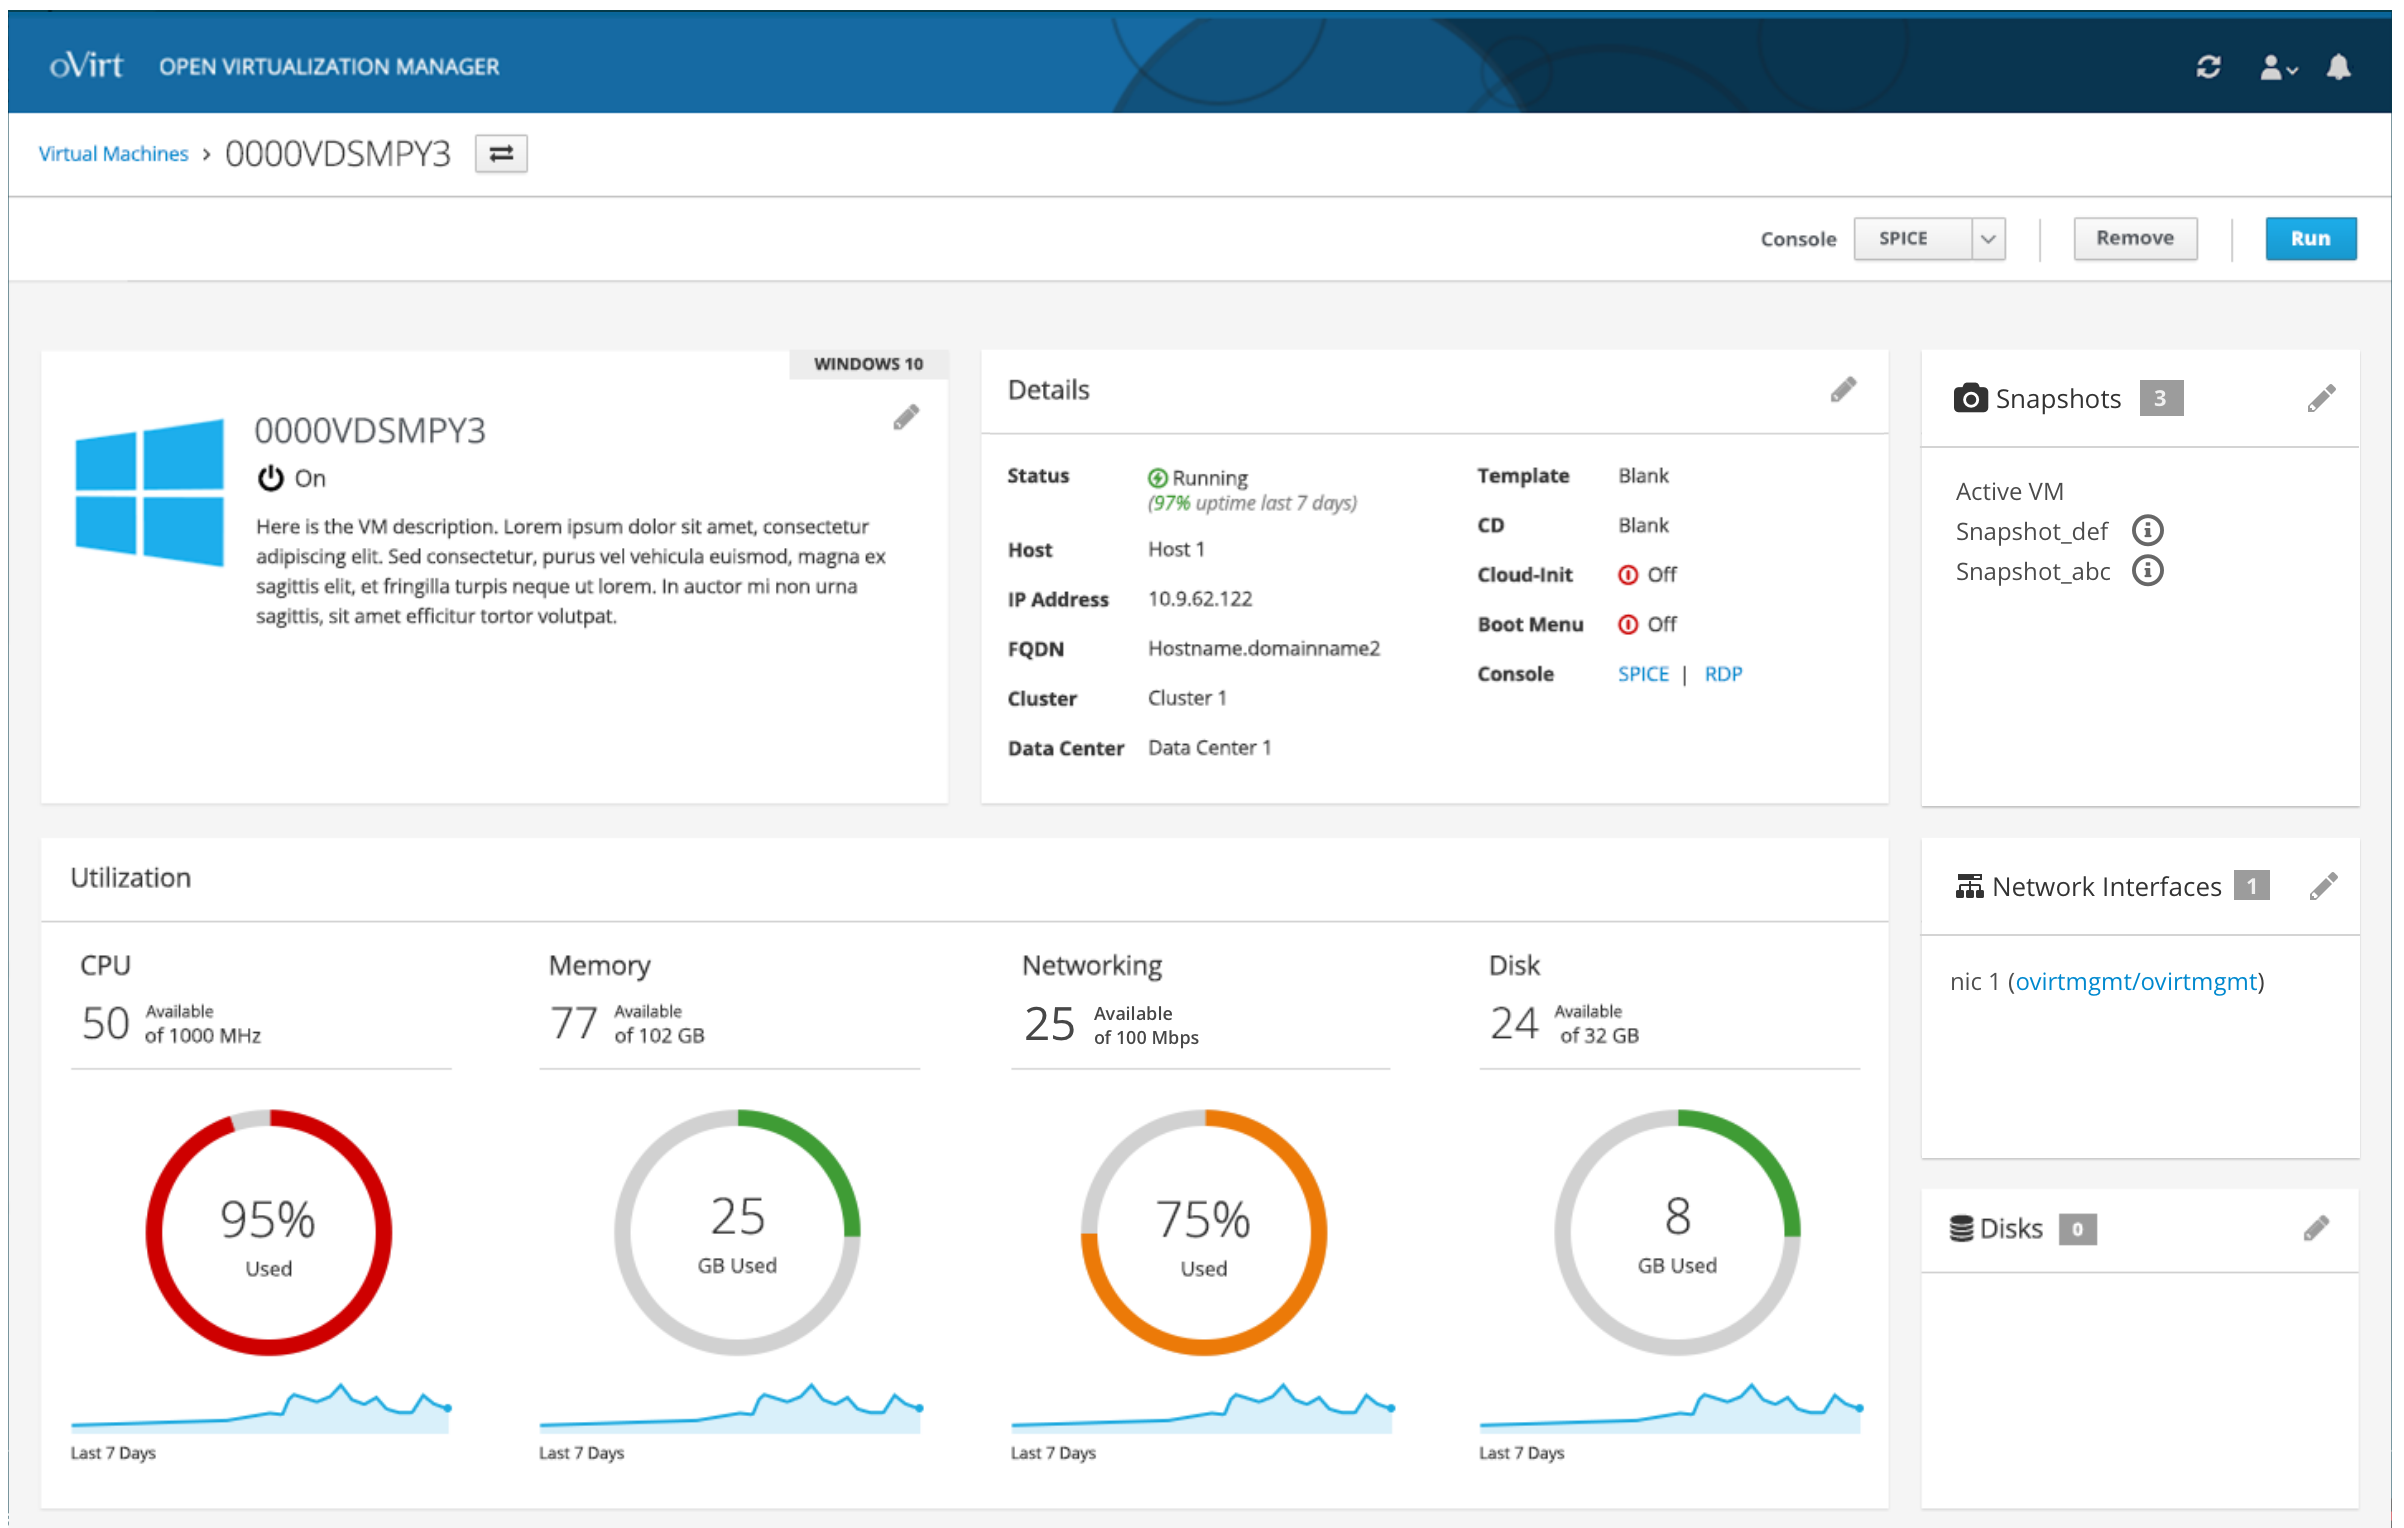 oVirt OPEN VIRTUALIZATION MANAGER
Virtual Machines > 0000VDSMPY3
Console SPICE Remove Run
WINDOWS 10
0000VDSMPY3
On
Here is the VM description. Lorem ipsum dolor sit amet, consectetur
adipiscing elit. Sed consectetur, purus vel vehicula euismod, magna ex
sagittis elit, et fringilla turpis neque ut lorem. In auctor mi non urna
sagittis, sit amet efficitur tortor volutpat.
Details
Status Running
(97% uptime last 7 days)
Host Host 1
IP Address 10.9.62.122
FQDN Hostname.domainname2
Cluster Cluster 1
Data Center Data Center 1
Template Blank
CD Blank
Cloud-Init Off
Boot Menu Off
Console SPICE | RDP
Snapshots 3
Active VM
Snapshot_def
Snapshot_abc
Utilization
CPU
50 Available
of 1000 MHz
95%
Used
Last 7 Days
Memory
77 Available
of 102 GB
25
GB Used
Last 7 Days
Networking
25 Available
of 100 Mbps
75%
Used
Last 7 Days
Disk
24 Available
of 32 GB
8
GB Used
Last 7 Days
Network Interfaces 1
nic 1 (ovirtmgmt/ovirtmgmt)
Disks 0